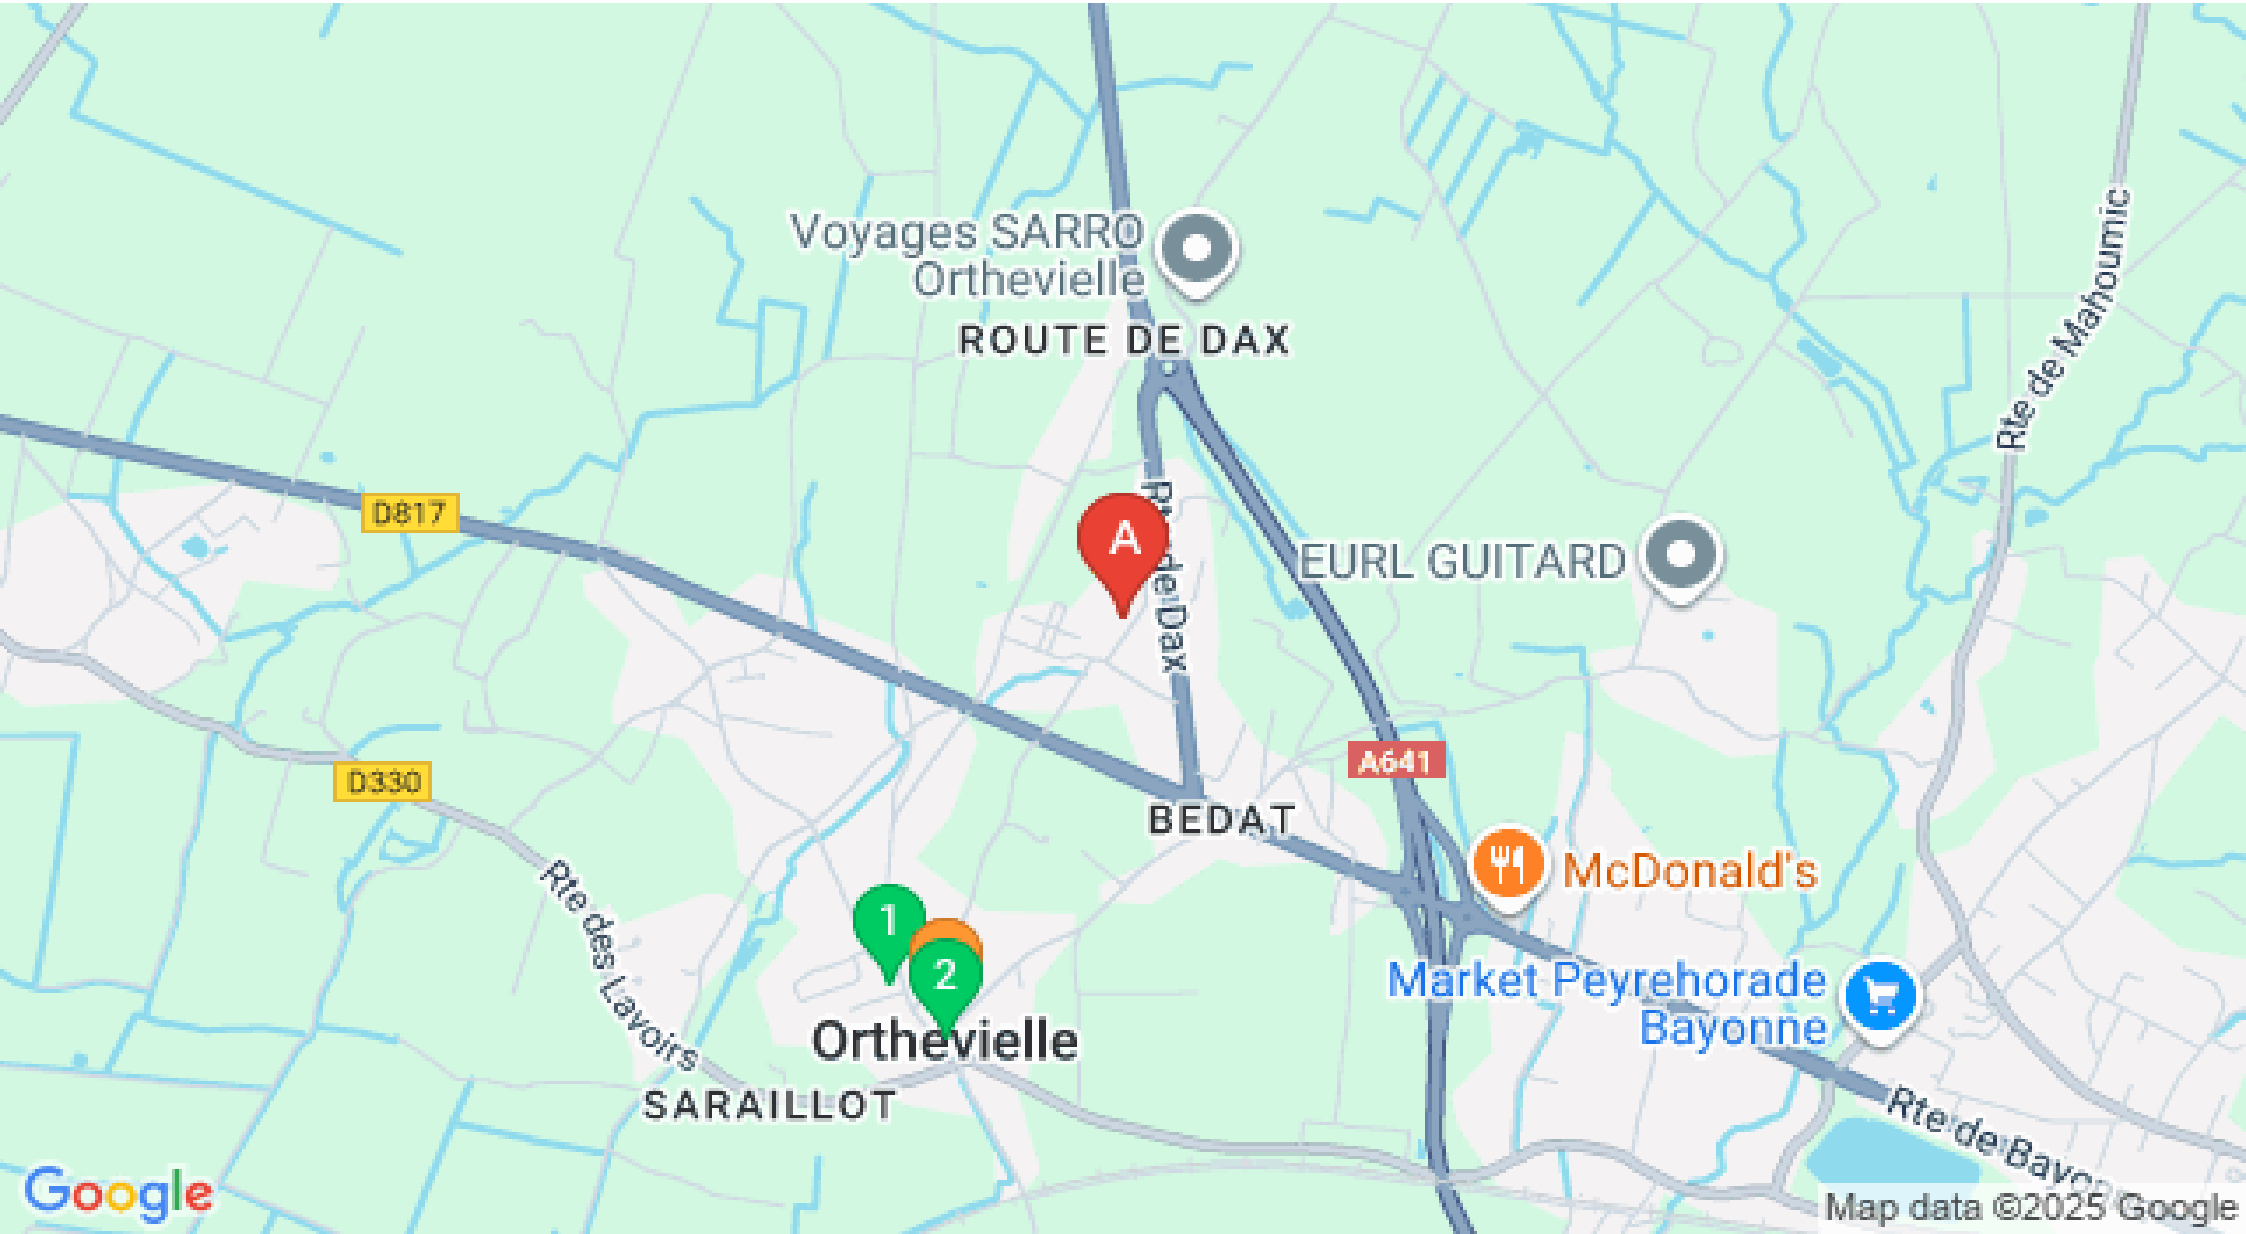 Voyages SARRO
Orthevielle
ROUTE DE DAX
Rte de Mahoumic
D817
A
Rte de Dax
EURL GUITARD
A641
D330
BEDAT
McDonald's
Rte des Lavoirs
1
2
Market Peyrehorade
Bayonne
Orthevielle
SARAILLOT
Rte de Bayon
Google
Map data ©2025 Google